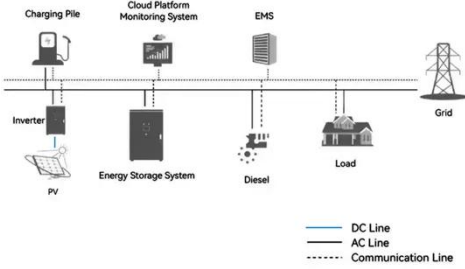 Charging Pile
Cloud Platform
Monitoring System
EMS
Grid
Inverter
PV
Energy Storage System
Diesel
Load
DC Line
AC Line
Communication Line